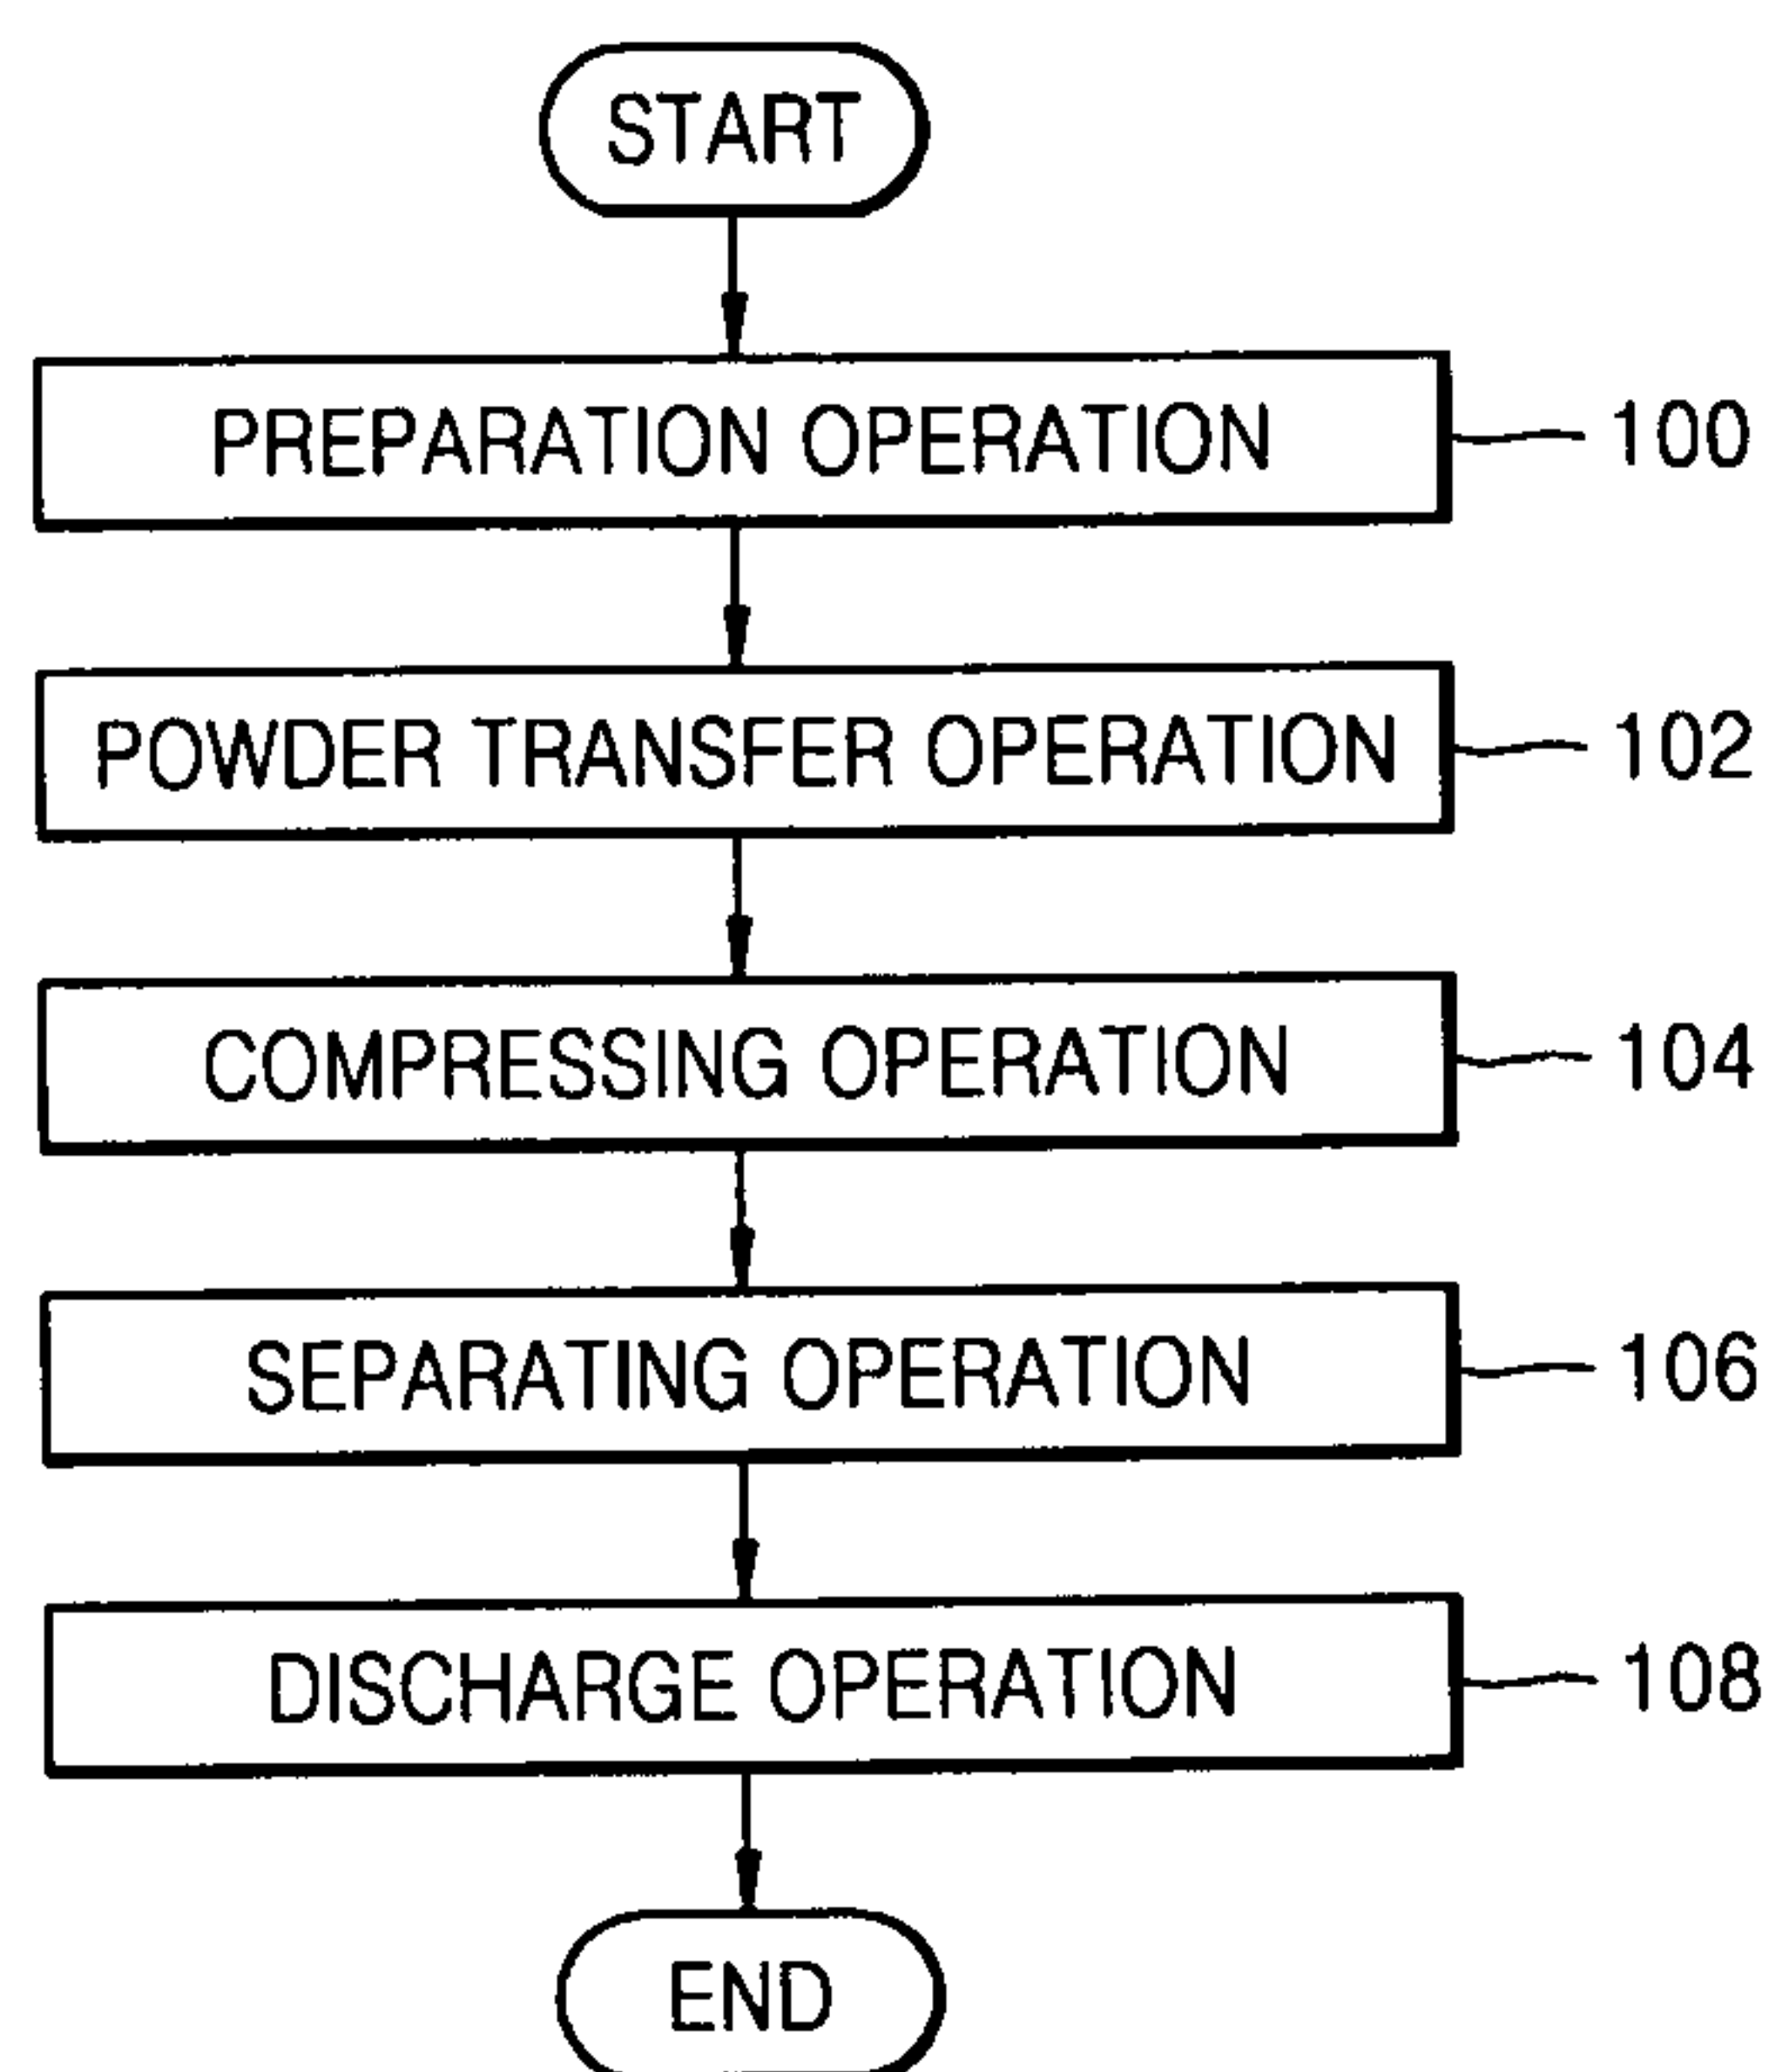 START
PREPARATION OPERATION 100
POWDER TRANSFER OPERATION 102
COMPRESSING OPERATION 104
SEPARATING OPERATION 106
DISCHARGE OPERATION 108
END